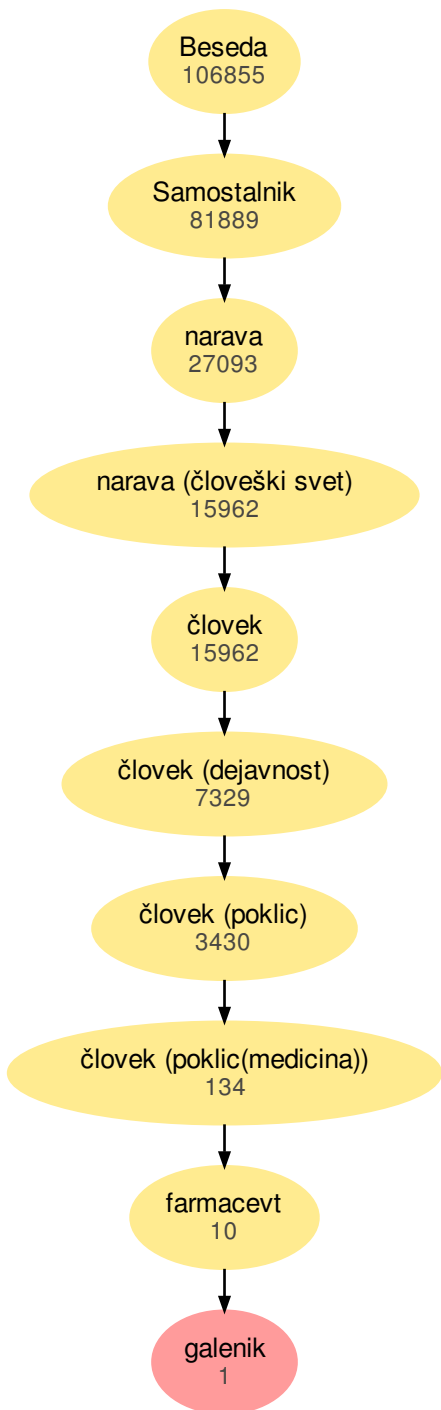 Beseda
106855
Samostalnik
81889
narava
27093
narava (človeški svet)
15962
človek
15962
človek (dejavnost)
7329
človek (poklic)
3430
človek (poklic(medicina))
134
farmacevt
10
galenik
1